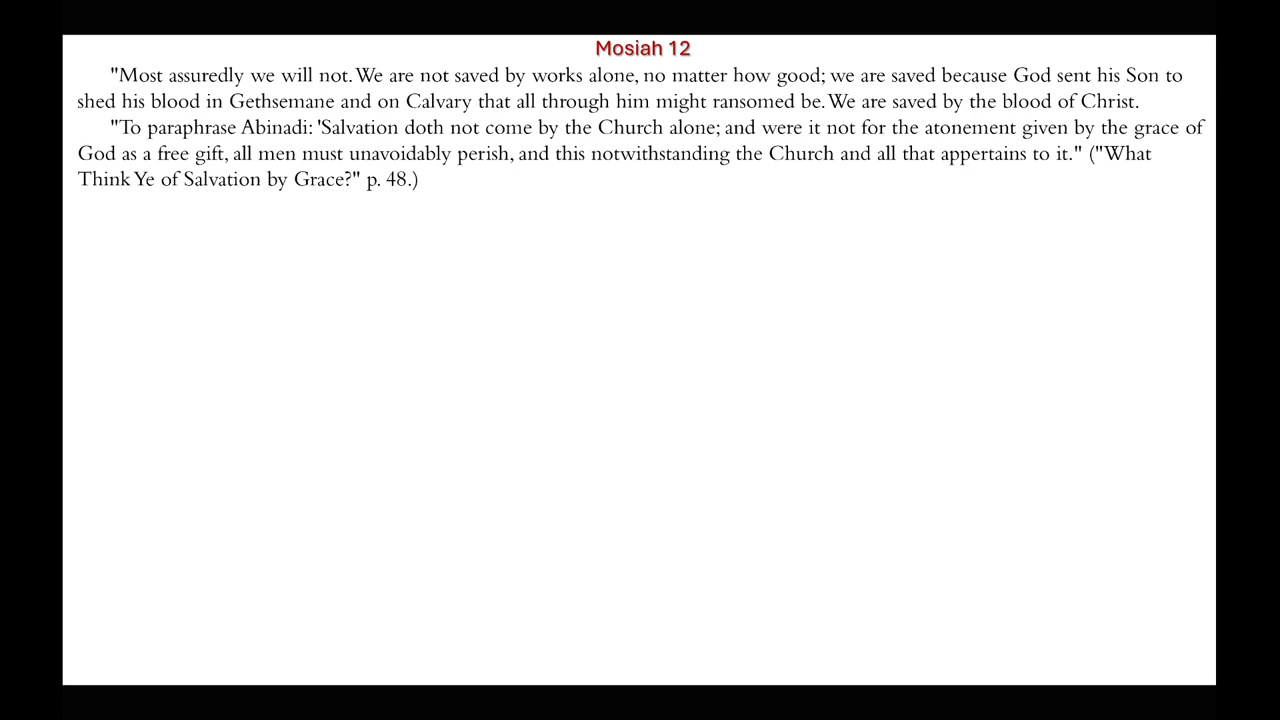 Mosiah 12
"Most assuredly we will not. We are not saved by works alone, no matter how good; we are saved because God sent his Son to
shed his blood in Gethsemane and on Calvary that all through him might ransomed be. We are saved by the blood of Christ.
"To paraphrase Abinadi: 'Salvation doth not come by the Church alone; and were it not for the atonement given by the grace of
God as a free gift, all men must unavoidably perish, and this notwithstanding the Church and all that appertains to it." ("What
Think Ye of Salvation by Grace?" p. 48.)